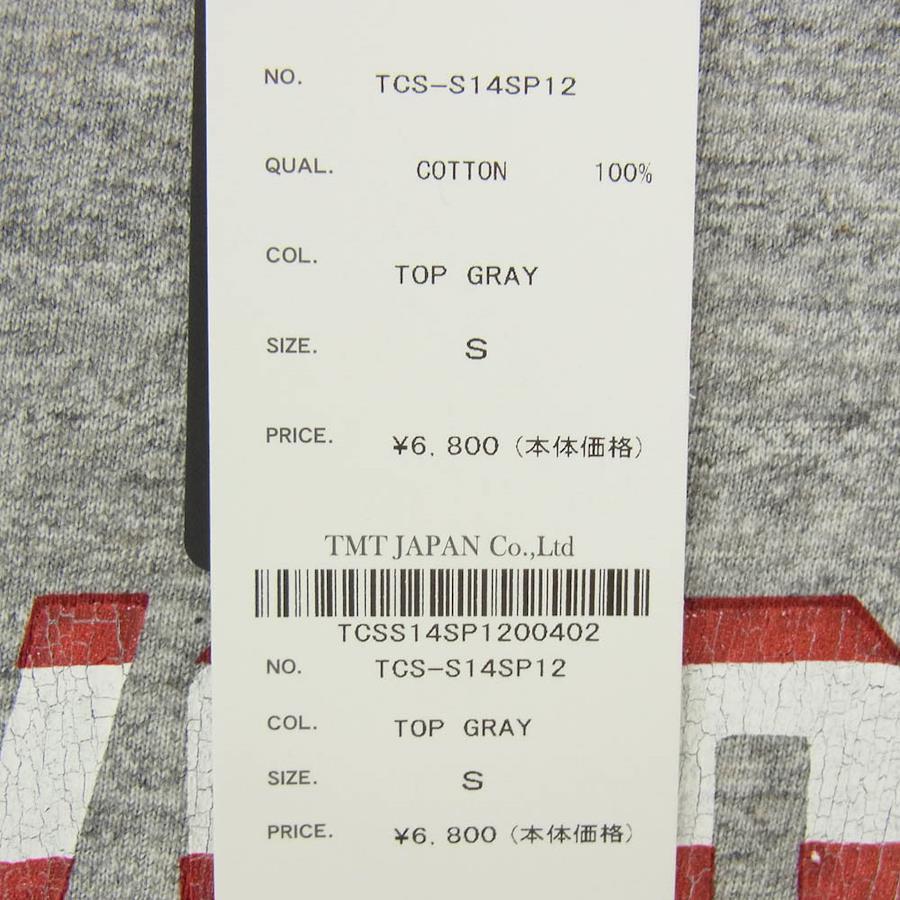 NO. TCS-S14SP12
QUAL. COTTON 100%
COL. TOP GRAY
SIZE. S
PRICE. ¥6,800（本体価格）
TMT JAPAN Co.,Ltd
TCSS14SP1200402
NO. TCS-S14SP12
COL. TOP GRAY
SIZE. S
PRICE. ¥6,800（本体価格）